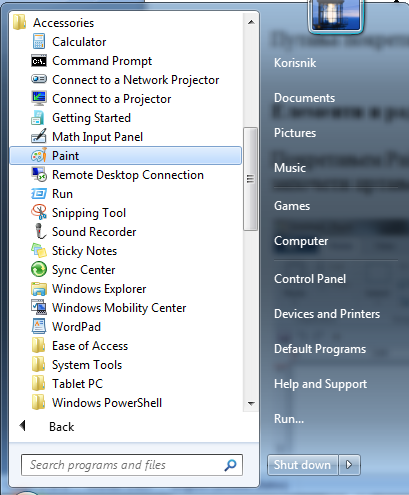 Accessories
Calculator
Command Prompt
Connect to a Network Projector
Connect to a Projector
Getting Started
Math Input Panel
Paint
Remote Desktop Connection
Run
Snipping Tool
Sound Recorder
Sticky Notes
Sync Center
Windows Explorer
Windows Mobility Center
WordPad
Ease of Access
System Tools
Tablet PC
Windows PowerShell
Back
Search programs and files
Korisnik
Documents
Pictures
Music
Games
Computer
Control Panel
Devices and Printers
Default Programs
Help and Support
Run...
Shut down